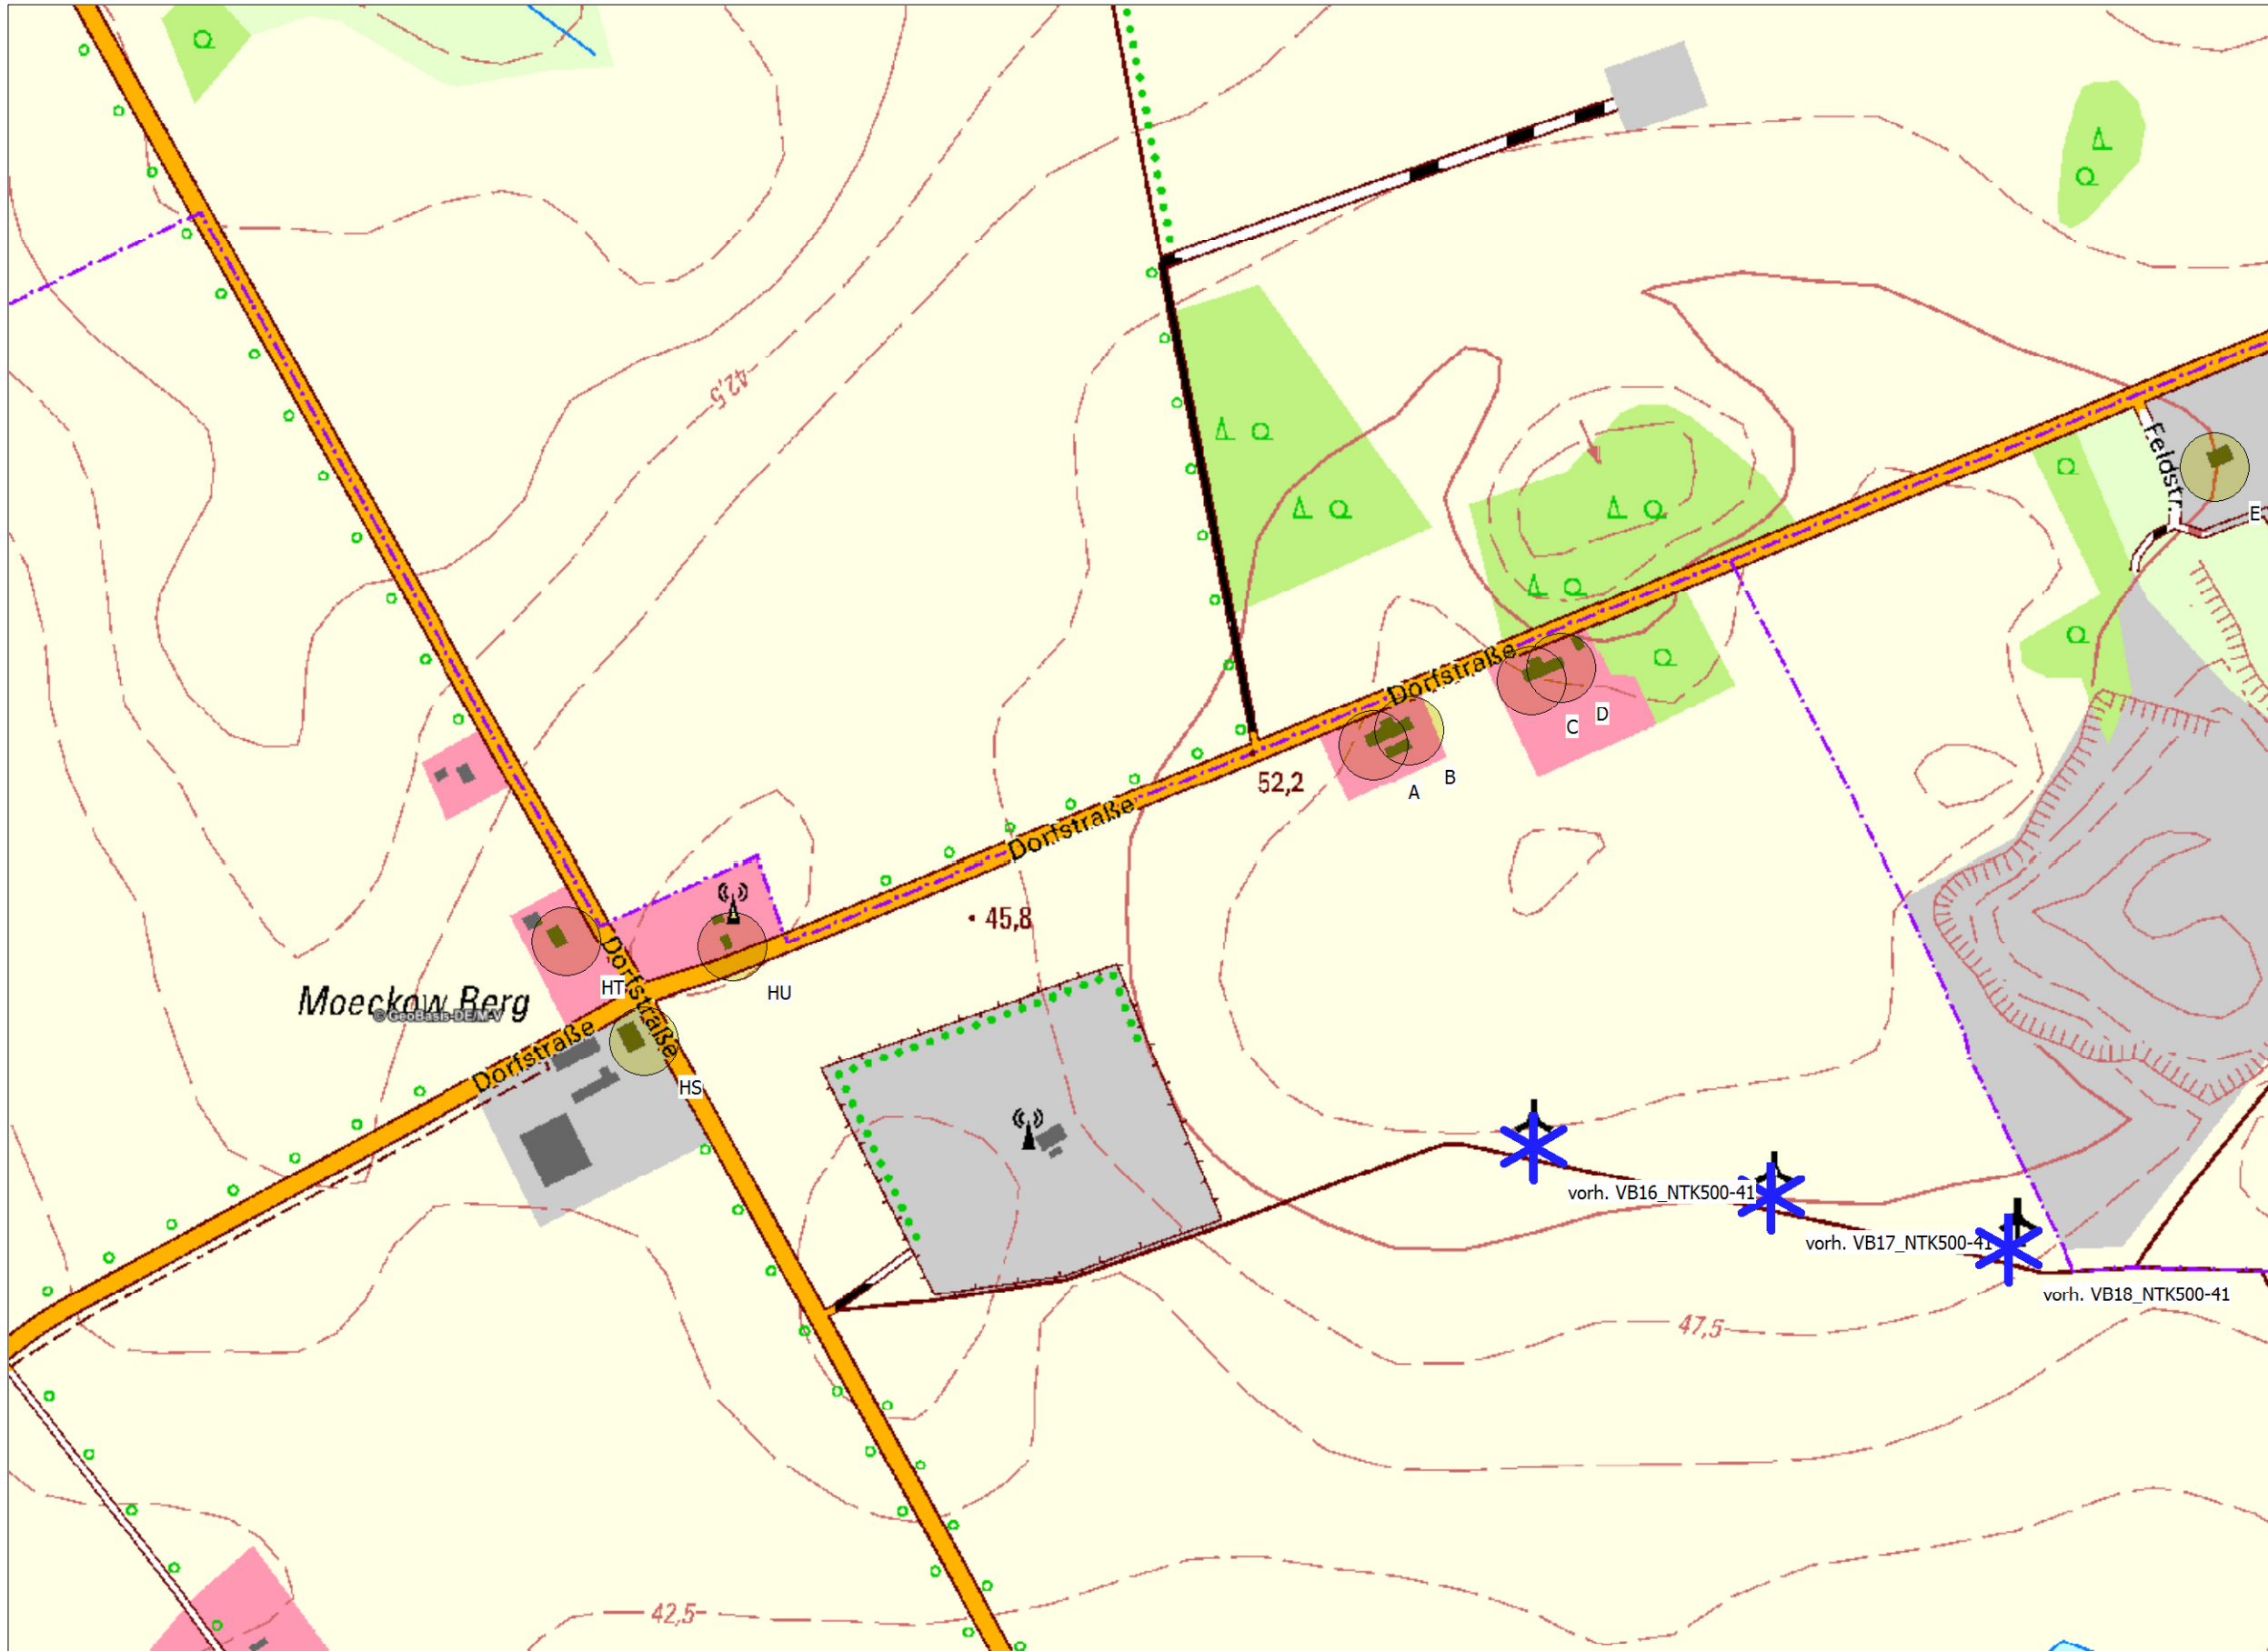 42,5
Feldstr.
E
Dorfstraße
D
C
52,2
B
A
Dorfstraße
45,8
Dorfstraße
HT
HU
Moeckow Berg
© GeoBasis-DE/M-V
Dorfstraße
HS
vorh. VB16_NTK500-41
vorh. VB17_NTK500-41
vorh. VB18_NTK500-41
47,5
42,5